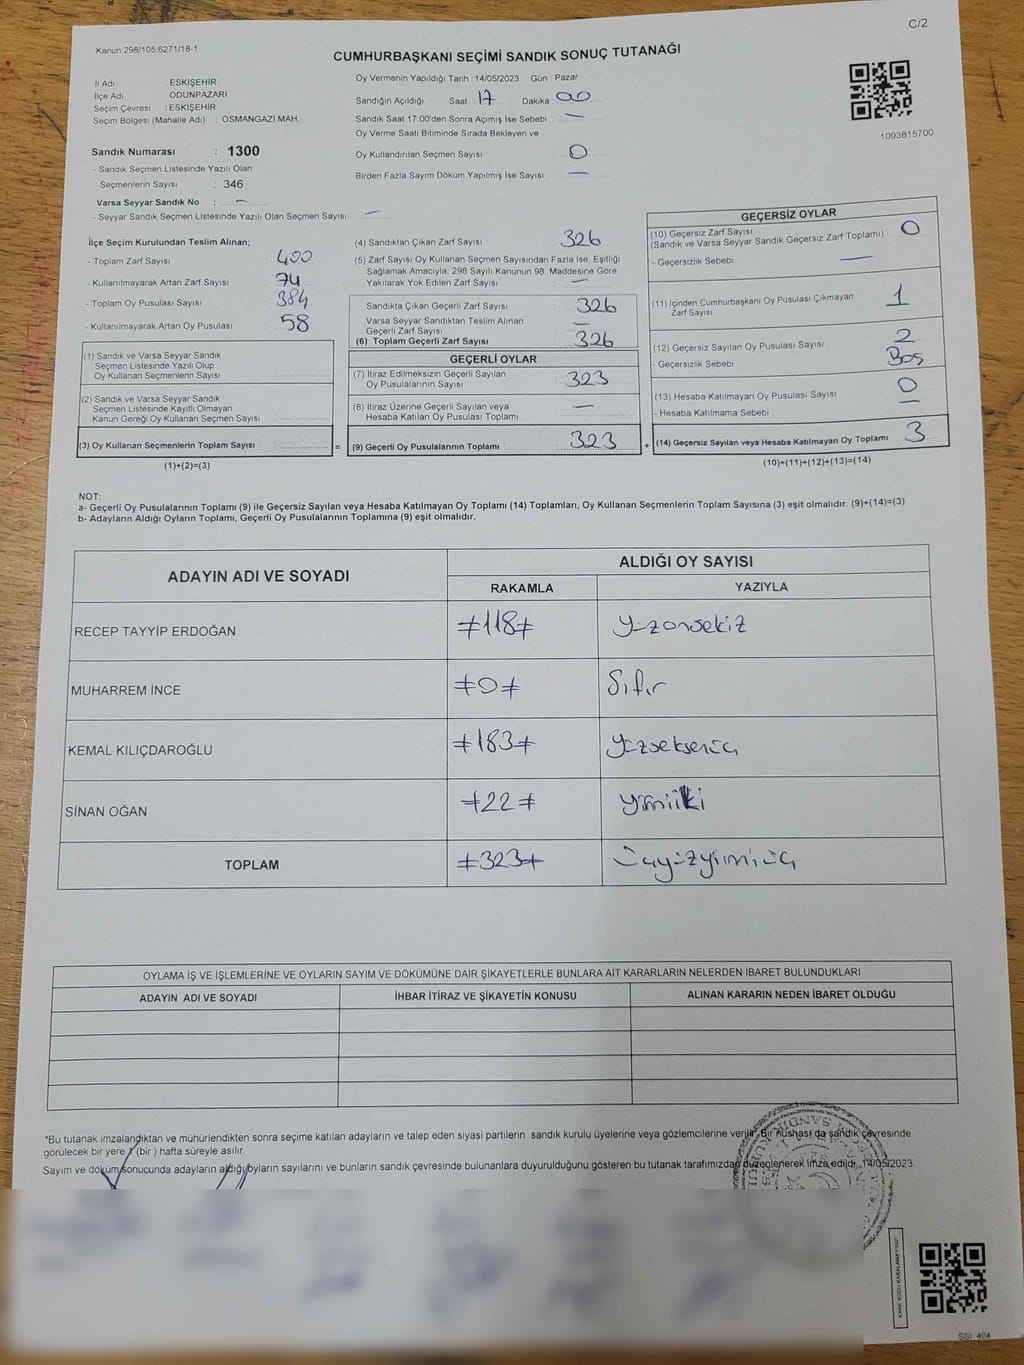 C/2
Kanun:298/105:6271/18-1
CUMHURBAŞKANI SEÇİMİ SANDIK SONUÇ TUTANAĞI
İl Adı : ESKİŞEHİR
İlçe Adı : ODUNPAZARI
Seçim Çevresi : ESKİŞEHİR
Seçim Bölgesi (Mahalle Adı) : OSMANGAZİ MAH.
Sandık Numarası : 1300
- Sandık Seçmen Listesinde Yazılı Olan
Seçmenlerin Sayısı : 346
Varsa Seyyar Sandık No : -
- Seyyar Sandık Seçmen Listesinde Yazılı Olan Seçmen Sayısı: -
Oy Vermenin Yapıldığı Tarih :14/05/2023 Gün : Pazar
Sandığın Açıldığı Saat : 17 Dakika : 00
Sandık Saat 17:00'den Sonra Açımış İse Sebebi : -
Oy Verme Saati Bitiminde Sırada Bekleyen ve
Oy Kullandırılan Seçmen Sayısı : 0
Birden Fazla Sayım Döküm Yapılmış İse Sayısı : -
1093815700
İlçe Seçim Kurulundan Teslim Alınan;
- Toplam Zarf Sayısı : 400
- Kullanılmayarak Artan Zarf Sayısı : 74
- Toplam Oy Pusulası Sayısı : 384
- Kullanılmayarak Artan Oy Pusulası : 58
(1) Sandık ve Varsa Seyyar Sandık
Seçmen Listesinde Yazılı Olup
Oy Kullanan Seçmenlerin Sayısı :
(2) Sandık ve Varsa Seyyar Sandık
Seçmen Listesinde Kayıtlı Olmayan
Kanun Gereği Oy Kullanan Seçmen Sayısı :
(3) Oy Kullanan Seçmenlerin Toplam Sayısı :
(1)+(2)=(3)
(4) Sandıktan Çıkan Zarf Sayısı : 326
(5) Zarf Sayısı Oy Kullanan Seçmen Sayısından Fazla İse, Eşitliği
Sağlamak Amacıyla; 298 Sayılı Kanunun 98. Maddesine Göre
Yakılarak Yok Edilen Zarf Sayısı : -
Sandıkta Çıkan Geçerli Zarf Sayısı : 326
Varsa Seyyar Sandıktan Teslim Alınan
Geçerli Zarf Sayısı : -
(6) Toplam Geçerli Zarf Sayısı : 326
GEÇERLİ OYLAR
(7) İtiraz Edilmeksizin Geçerli Sayılan
Oy Pusulalarının Sayısı : 323
(8) İtiraz Üzerine Geçerli Sayılan veya
Hesaba Katılan Oy Pusulası Toplamı : -
= (9) Geçerli Oy Pusulalarının Toplamı : 323
GEÇERSİZ OYLAR
(10) Geçersiz Zarf Sayısı : 0
(Sandık ve Varsa Seyyar Sandık Geçersiz Zarf Toplamı)
- Geçersizlik Sebebi : -
(11) İçinden Cumhurbaşkanı Oy Pusulası Çıkmayan
Zarf Sayısı : 1
(12) Geçersiz Sayılan Oy Pusulası Sayısı : 2
- Geçersizlik Sebebi : Boş
(13) Hesaba Katılmayan Oy Pusulası Sayısı : 0
- Hesaba Katılmama Sebebi : -
+ (14) Geçersiz Sayılan veya Hesaba Katılmayan Oy Toplamı : 3
(10)+(11)+(12)+(13)=(14)
NOT:
a- Geçerli Oy Pusulalarının Toplamı (9) ile Geçersiz Sayılan veya Hesaba Katılmayan Oy Toplamı (14) Toplamları, Oy Kullanan Seçmenlerin Toplam Sayısına (3) eşit olmalıdır. (9)+(14)=(3)
b- Adayların Aldığı Oyların Toplamı, Geçerli Oy Pusulalarının Toplamına (9) eşit olmalıdır.
ADAYIN ADI VE SOYADI ALDIĞI OY SAYISI
RAKAMLA YAZIYLA
RECEP TAYYİP ERDOĞAN ≠118≠ Yüzonsekiz
MUHARREM İNCE ≠0≠ Sıfır
KEMAL KILIÇDAROĞLU ≠183≠ Yüzseksenüç
SİNAN OĞAN ≠22≠ Yirmiiki
TOPLAM ≠323≠ Üçyüzyirmiüç
OYLAMA İŞ VE İŞLEMLERİNE VE OYLARIN SAYIM VE DÖKÜMÜNE DAİR ŞİKAYETLERLE BUNLARA AİT KARARLARIN NELERDEN İBARET BULUNDUKLARI
ADAYIN ADI VE SOYADI İHBAR İTİRAZ VE ŞİKAYETİN KONUSU ALINAN KARARIN NEDEN İBARET OLDUĞU
*Bu tutanak imzalandıktan ve mühürlendikten sonra seçime katılan adayların ve talep eden siyasi partilerin sandık kurulu üyelerine veya gözlemcilerine verilir. Bir nüshası da sandık çevresinde
görülecek bir yere 1 (bir) hafta süreyle asılır.
Sayım ve döküm sonucunda adayların aldığı oyların sayılarını ve bunların sandık çevresinde bulunanlara duyurulduğunu gösteren bu tutanak tarafımızdan düzenlenerek imza edildi. 14/05/2023
SSI 404